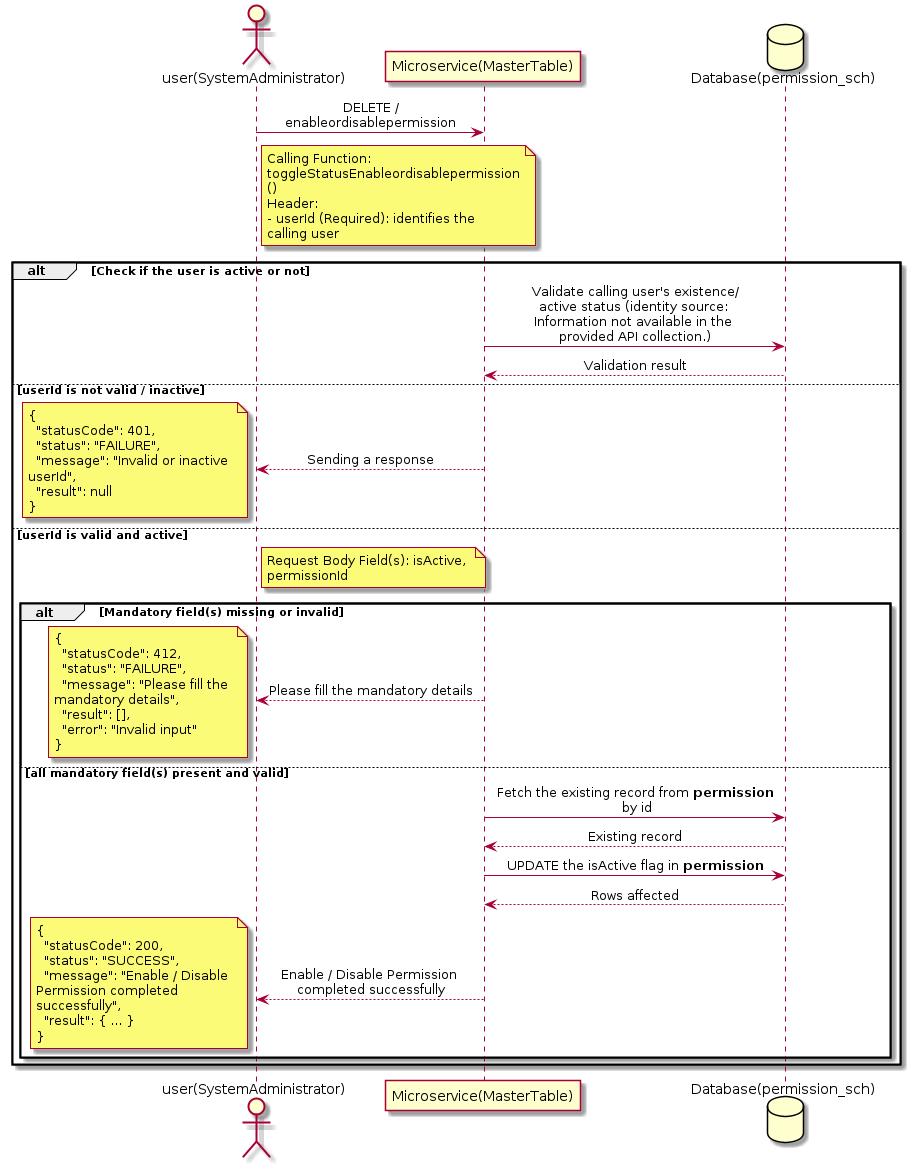 user(SystemAdministrator)
Microservice(MasterTable)
Database(permission_sch)
DELETE /
enableordisablepermission
Calling Function:
toggleStatusEnableordisablepermission
()
Header:
- userId (Required): identifies the
calling user
alt
[Check if the user is active or not]
Validate calling user's existence/
active status (identity source:
Information not available in the
provided API collection.)
Validation result
[userId is not valid / inactive]
{
"statusCode": 401,
"status": "FAILURE",
"message": "Invalid or inactive
userId",
"result": null
}
Sending a response
[userId is valid and active]
Request Body Field(s): isActive,
permissionId
alt
[Mandatory field(s) missing or invalid]
{
"statusCode": 412,
"status": "FAILURE",
"message": "Please fill the
mandatory details",
"result": [],
"error": "Invalid input"
}
Please fill the mandatory details
[all mandatory field(s) present and valid]
Fetch the existing record from permission
by id
Existing record
UPDATE the isActive flag in permission
Rows affected
{
"statusCode": 200,
"status": "SUCCESS",
"message": "Enable / Disable
Permission completed
successfully",
"result": { ... }
}
Enable / Disable Permission
completed successfully
user(SystemAdministrator)
Microservice(MasterTable)
Database(permission_sch)